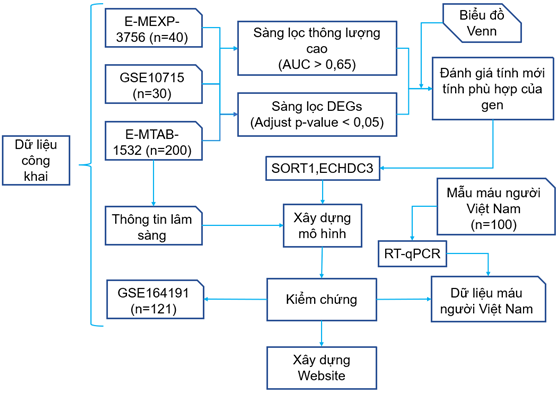 E-MEXP-
3756 (n=40)
Sàng lọc thông lượng
cao
(AUC > 0,65)
Biểu đồ
Venn
GSE10715
(n=30)
Đánh giá tính mới
tính phù hợp của
gen
Sàng lọc DEGs
(Adjust p-value < 0,05)
E-MTAB-
1532 (n=200)
Dữ liệu
công
khai
SORT1,ECHDC3
Mẫu máu người
Việt Nam
(n=100)
Thông tin lâm
sàng
Xây dựng
mô hình
RT-qPCR
GSE164191
(n=121)
Kiểm chứng
Dữ liệu máu
người Việt Nam
Xây dựng
Website